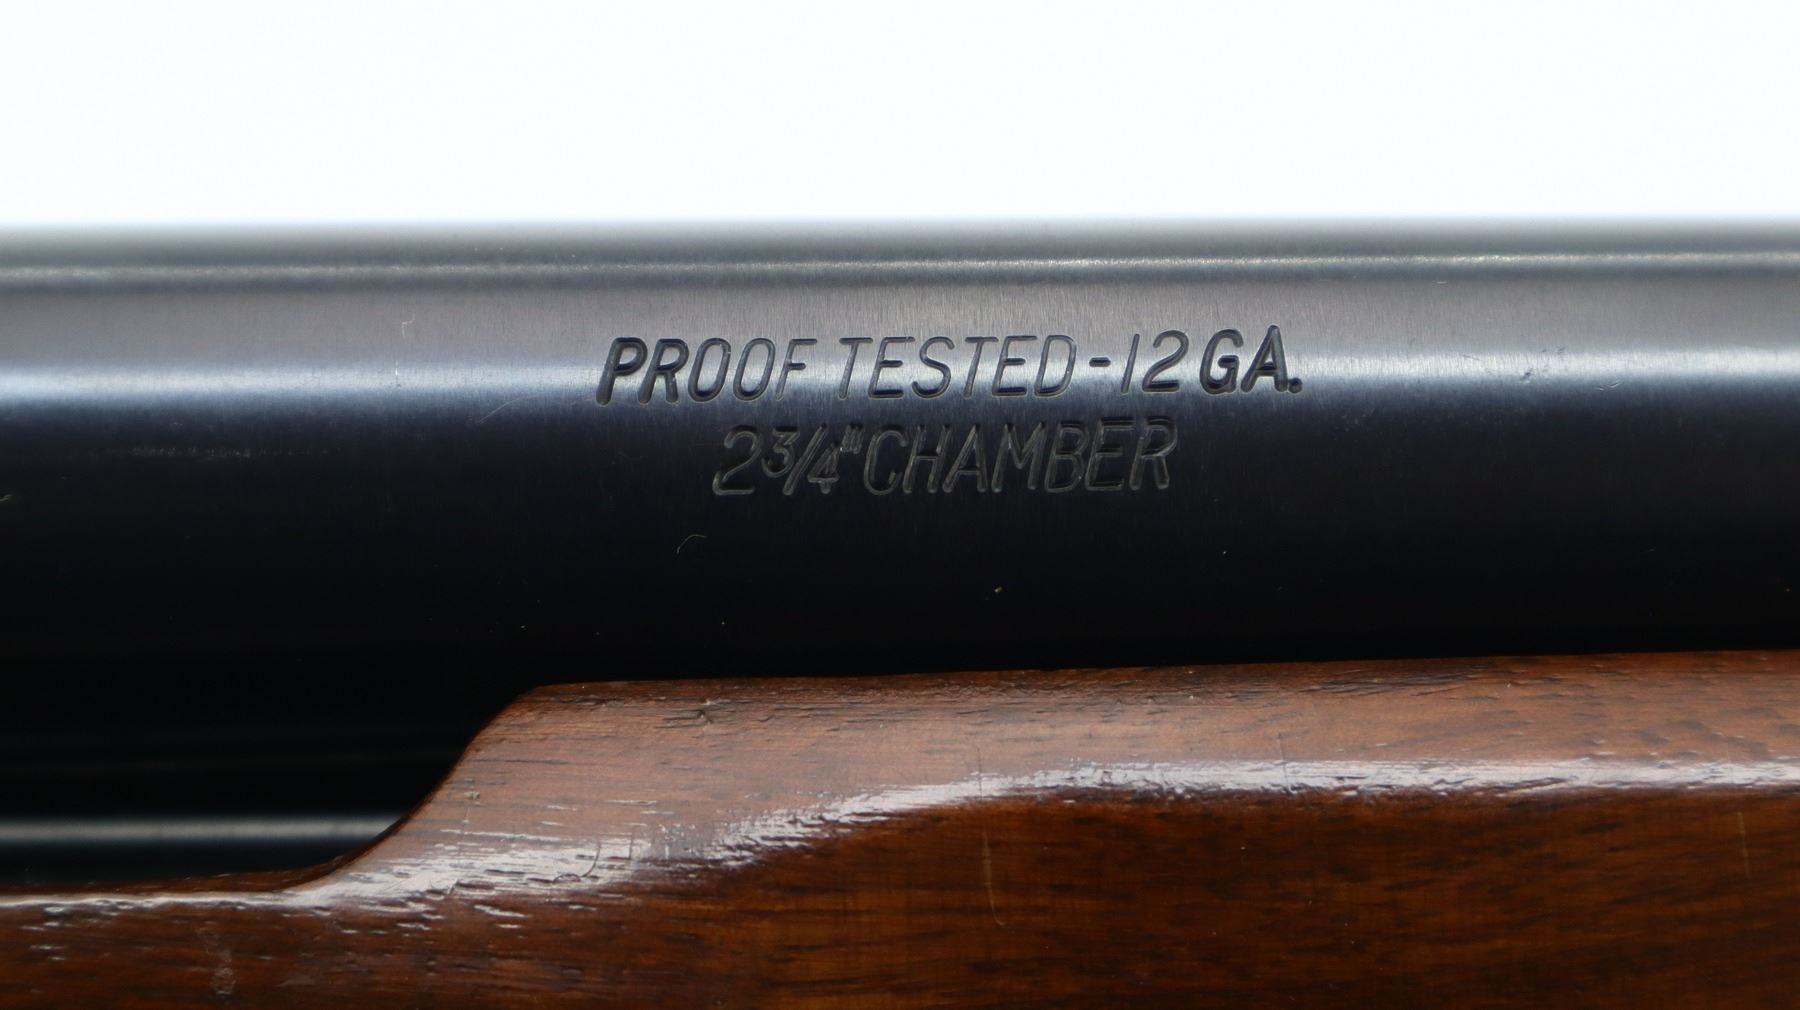 PROOF TESTED-12 GA.
2 3/4" CHAMBER